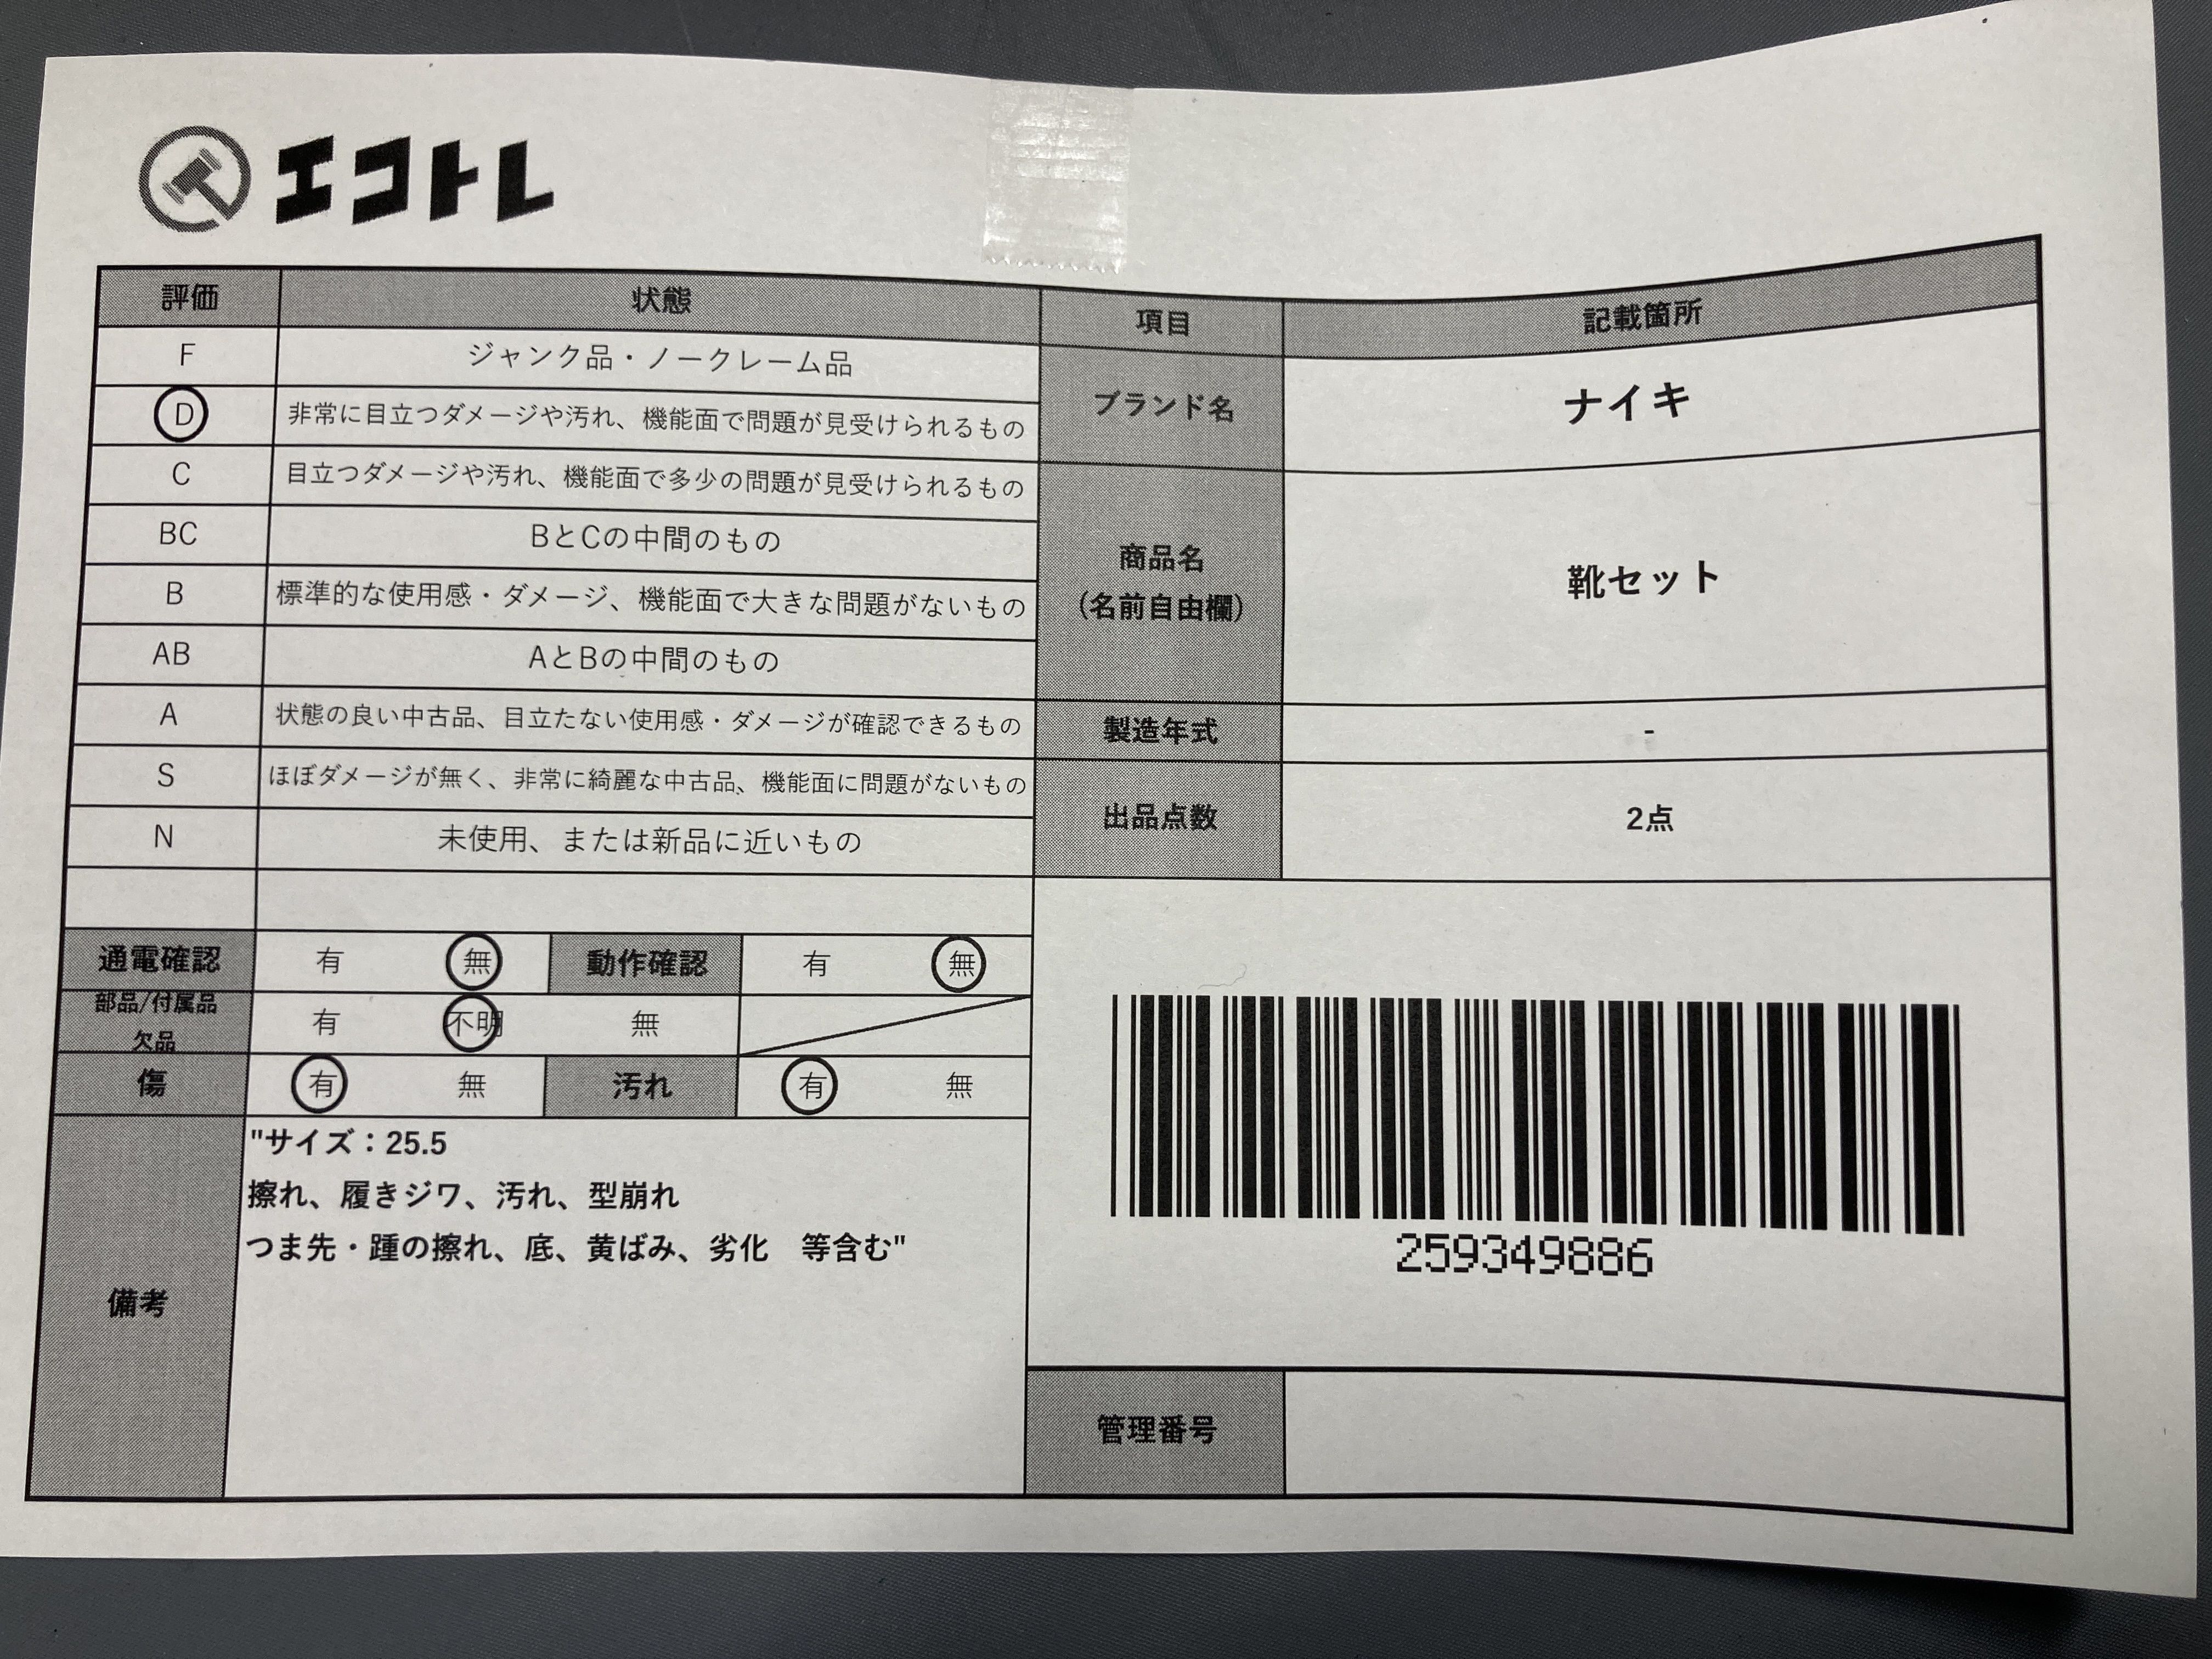 エコトレ
評価 状態
F ジャンク品・ノークレーム品
D 非常に目立つダメージや汚れ、機能面で問題が見受けられるもの
C 目立つダメージや汚れ、機能面で多少の問題が見受けられるもの
BC BとCの中間のもの
B 標準的な使用感・ダメージ、機能面で大きな問題がないもの
AB AとBの中間のもの
A 状態の良い中古品、目立たない使用感・ダメージが確認できるもの
S ほぼダメージが無く、非常に綺麗な中古品、機能面に問題がないもの
N 未使用、または新品に近いもの
通電確認 有 無 動作確認 有 無
部品/付属品
欠品 有 不明 無
傷 有 無 汚れ 有 無
備考
"サイズ：25.5
擦れ、履きジワ、汚れ、型崩れ
つま先・踵の擦れ、底、黄ばみ、劣化　等含む"
項目 記載箇所
ブランド名 ナイキ
商品名
（名前自由欄） 靴セット
製造年式 -
出品点数 2点
259349886
管理番号